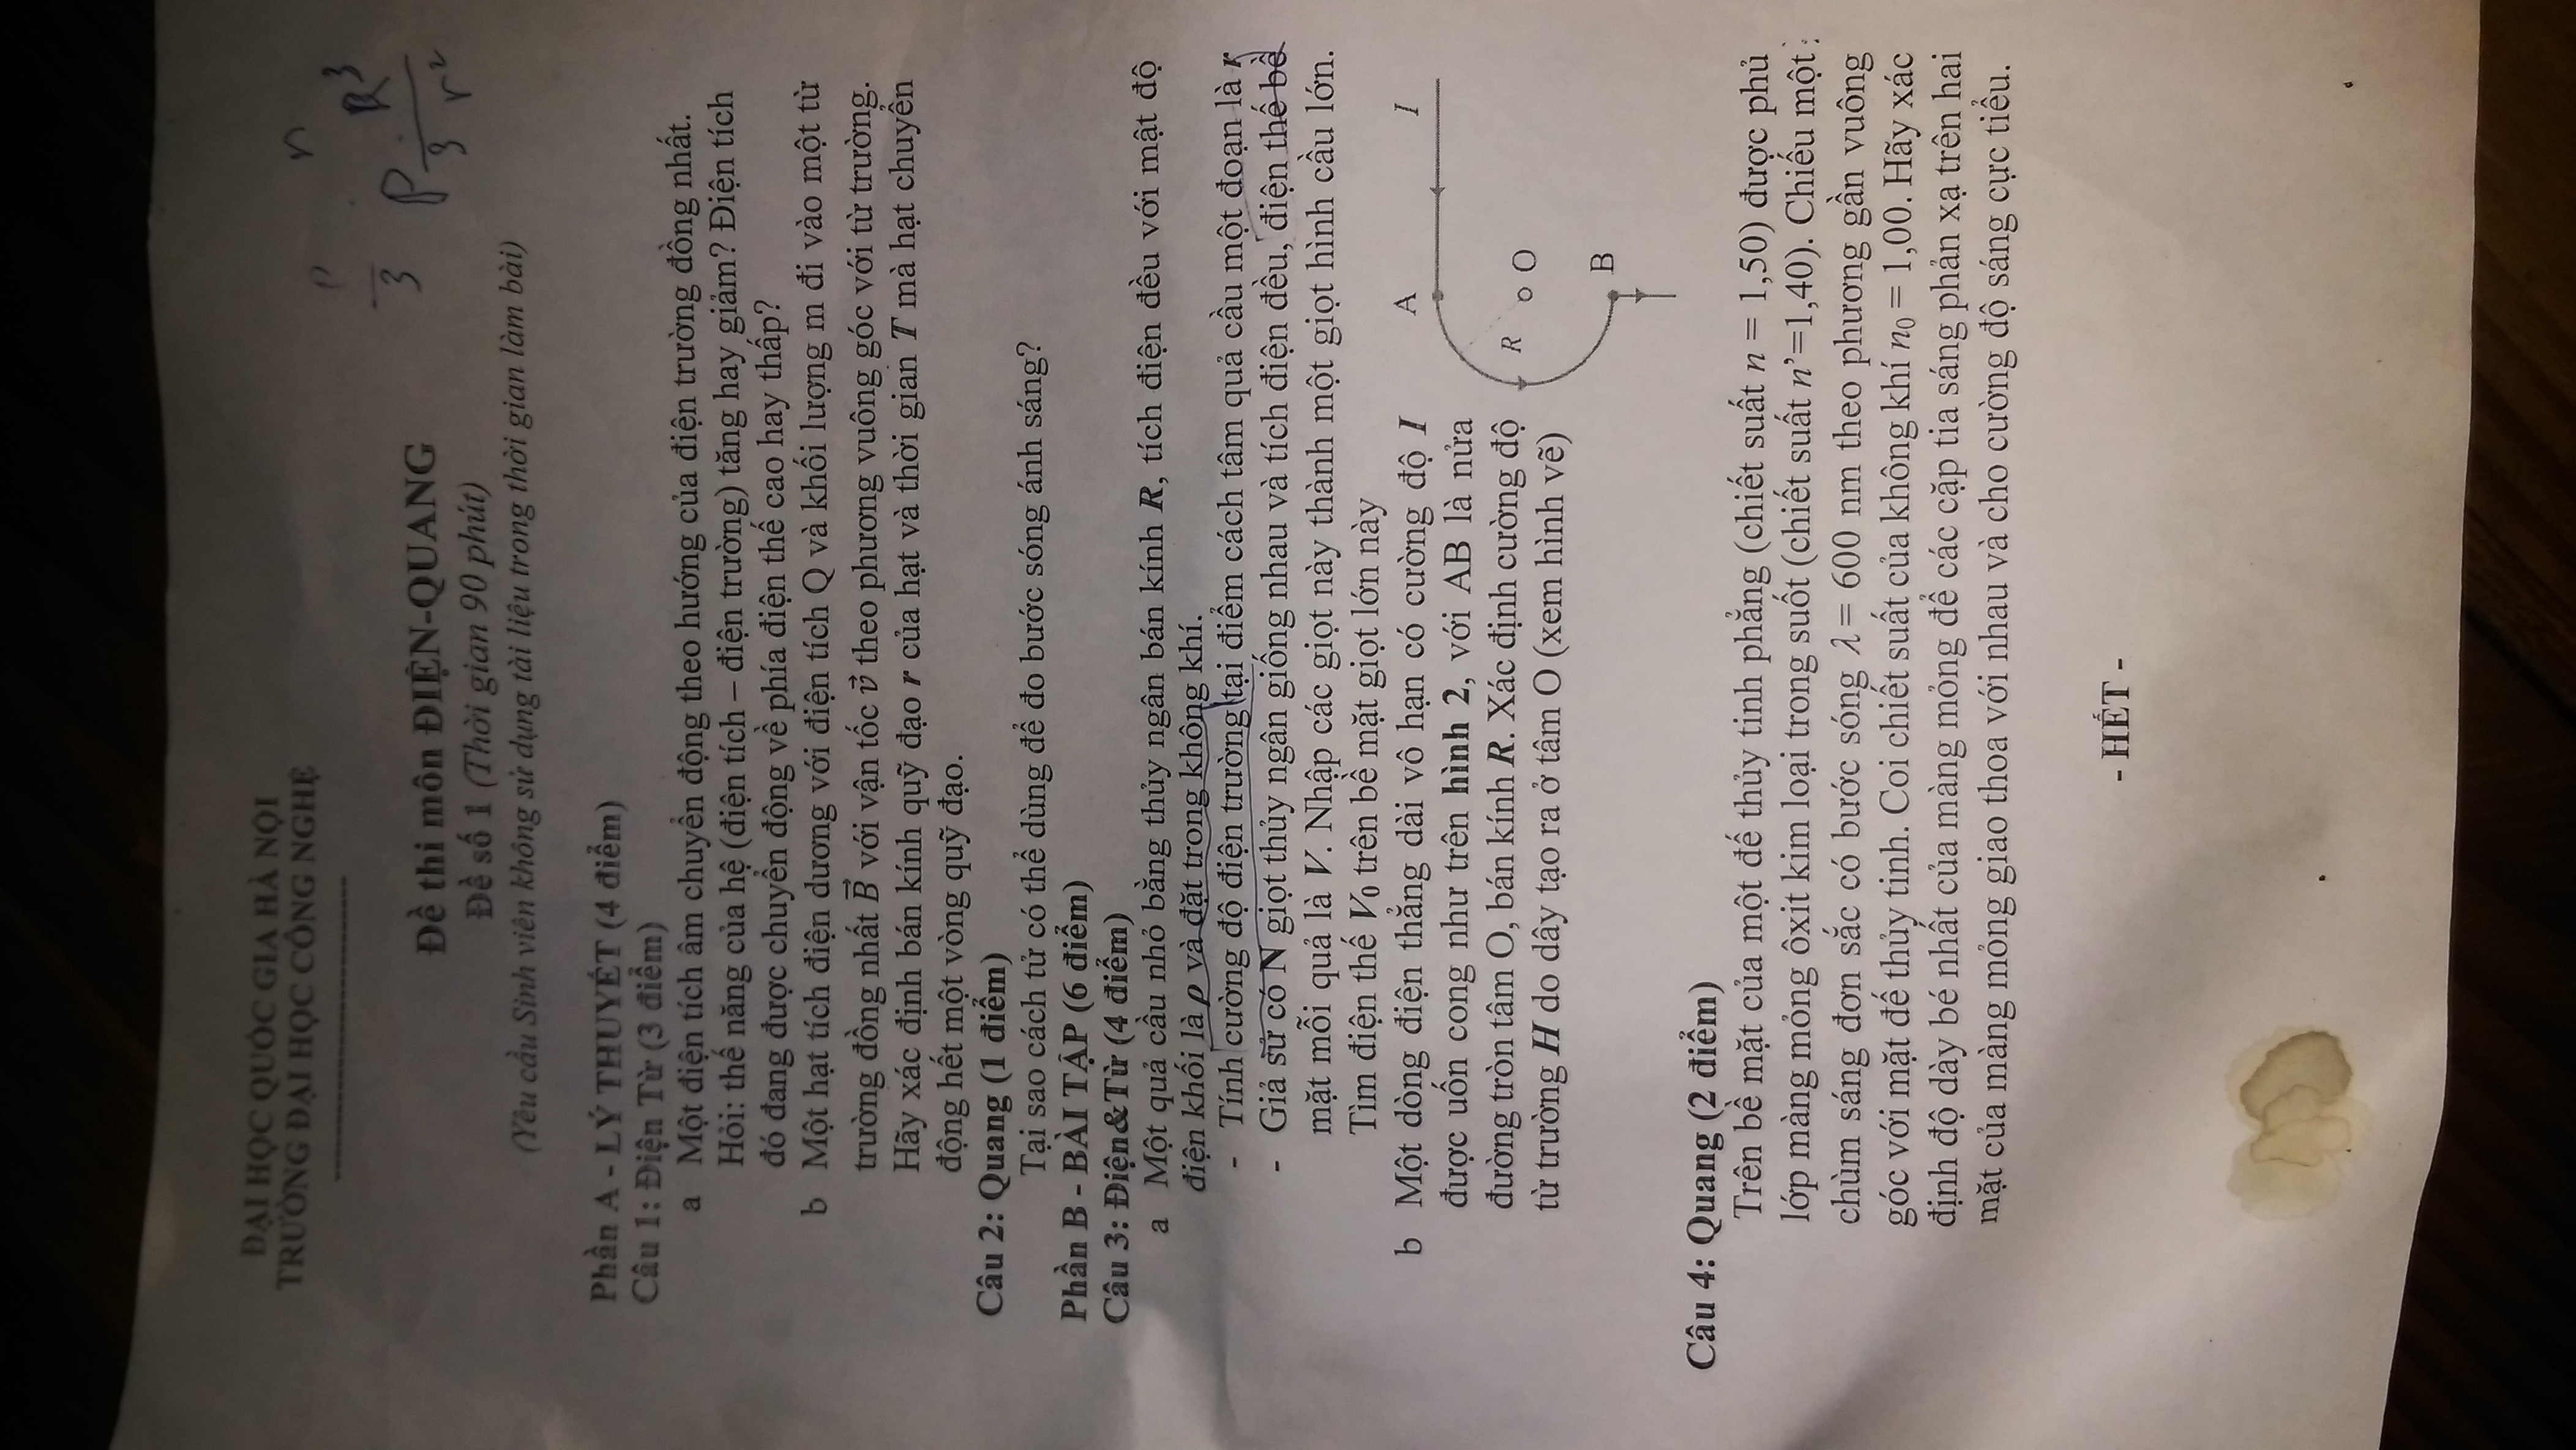 ĐẠI HỌC QUỐC GIA HÀ NỘI
TRƯỜNG ĐẠI HỌC CÔNG NGHỆ
n
ρ/3
ρ/3 . R³/r²
Đề thi môn ĐIỆN-QUANG
Đề số 1 (Thời gian 90 phút)
(Yêu cầu Sinh viên không sử dụng tài liệu trong thời gian làm bài)
Phần A - LÝ THUYẾT (4 điểm)
Câu 1: Điện Từ (3 điểm)
a Một điện tích âm chuyển động theo hướng của điện trường đồng nhất.
Hỏi: thế năng của hệ (điện tích – điện trường) tăng hay giảm? Điện tích
đó đang được chuyển động về phía điện thế cao hay thấp?
b Một hạt tích điện dương với điện tích Q và khối lượng m đi vào một từ
trường đồng nhất B⃗ với vận tốc v⃗ theo phương vuông góc với từ trường.
Hãy xác định bán kính quỹ đạo r của hạt và thời gian T mà hạt chuyển
động hết một vòng quỹ đạo.
Câu 2: Quang (1 điểm)
Tại sao cách tử có thể dùng để đo bước sóng ánh sáng?
Phần B - BÀI TẬP (6 điểm)
Câu 3: Điện&Từ (4 điểm)
a Một quả cầu nhỏ bằng thủy ngân bán kính R, tích điện đều với mật độ
điện khối là ρ và đặt trong không khí.
- Tính cường độ điện trường tại điểm cách tâm quả cầu một đoạn là r
- Giả sử có N giọt thủy ngân giống nhau và tích điện đều, điện thế bề
mặt mỗi quả là V. Nhập các giọt này thành một giọt hình cầu lớn.
Tìm điện thế V₀ trên bề mặt giọt lớn này
b Một dòng điện thẳng dài vô hạn có cường độ I
được uốn cong như trên hình 2, với AB là nửa
đường tròn tâm O, bán kính R. Xác định cường độ
từ trường H do dây tạo ra ở tâm O (xem hình vẽ)
A I
R O
B
Câu 4: Quang (2 điểm)
Trên bề mặt của một đế thủy tinh phẳng (chiết suất n = 1,50) được phủ
lớp màng mỏng ôxit kim loại trong suốt (chiết suất n’=1,40). Chiếu một
chùm sáng đơn sắc có bước sóng λ = 600 nm theo phương gần vuông
góc với mặt đế thủy tinh. Coi chiết suất của không khí n₀ = 1,00. Hãy xác
định độ dày bé nhất của màng mỏng để các cặp tia sáng phản xạ trên hai
mặt của màng mỏng giao thoa với nhau và cho cường độ sáng cực tiểu.
- HẾT -